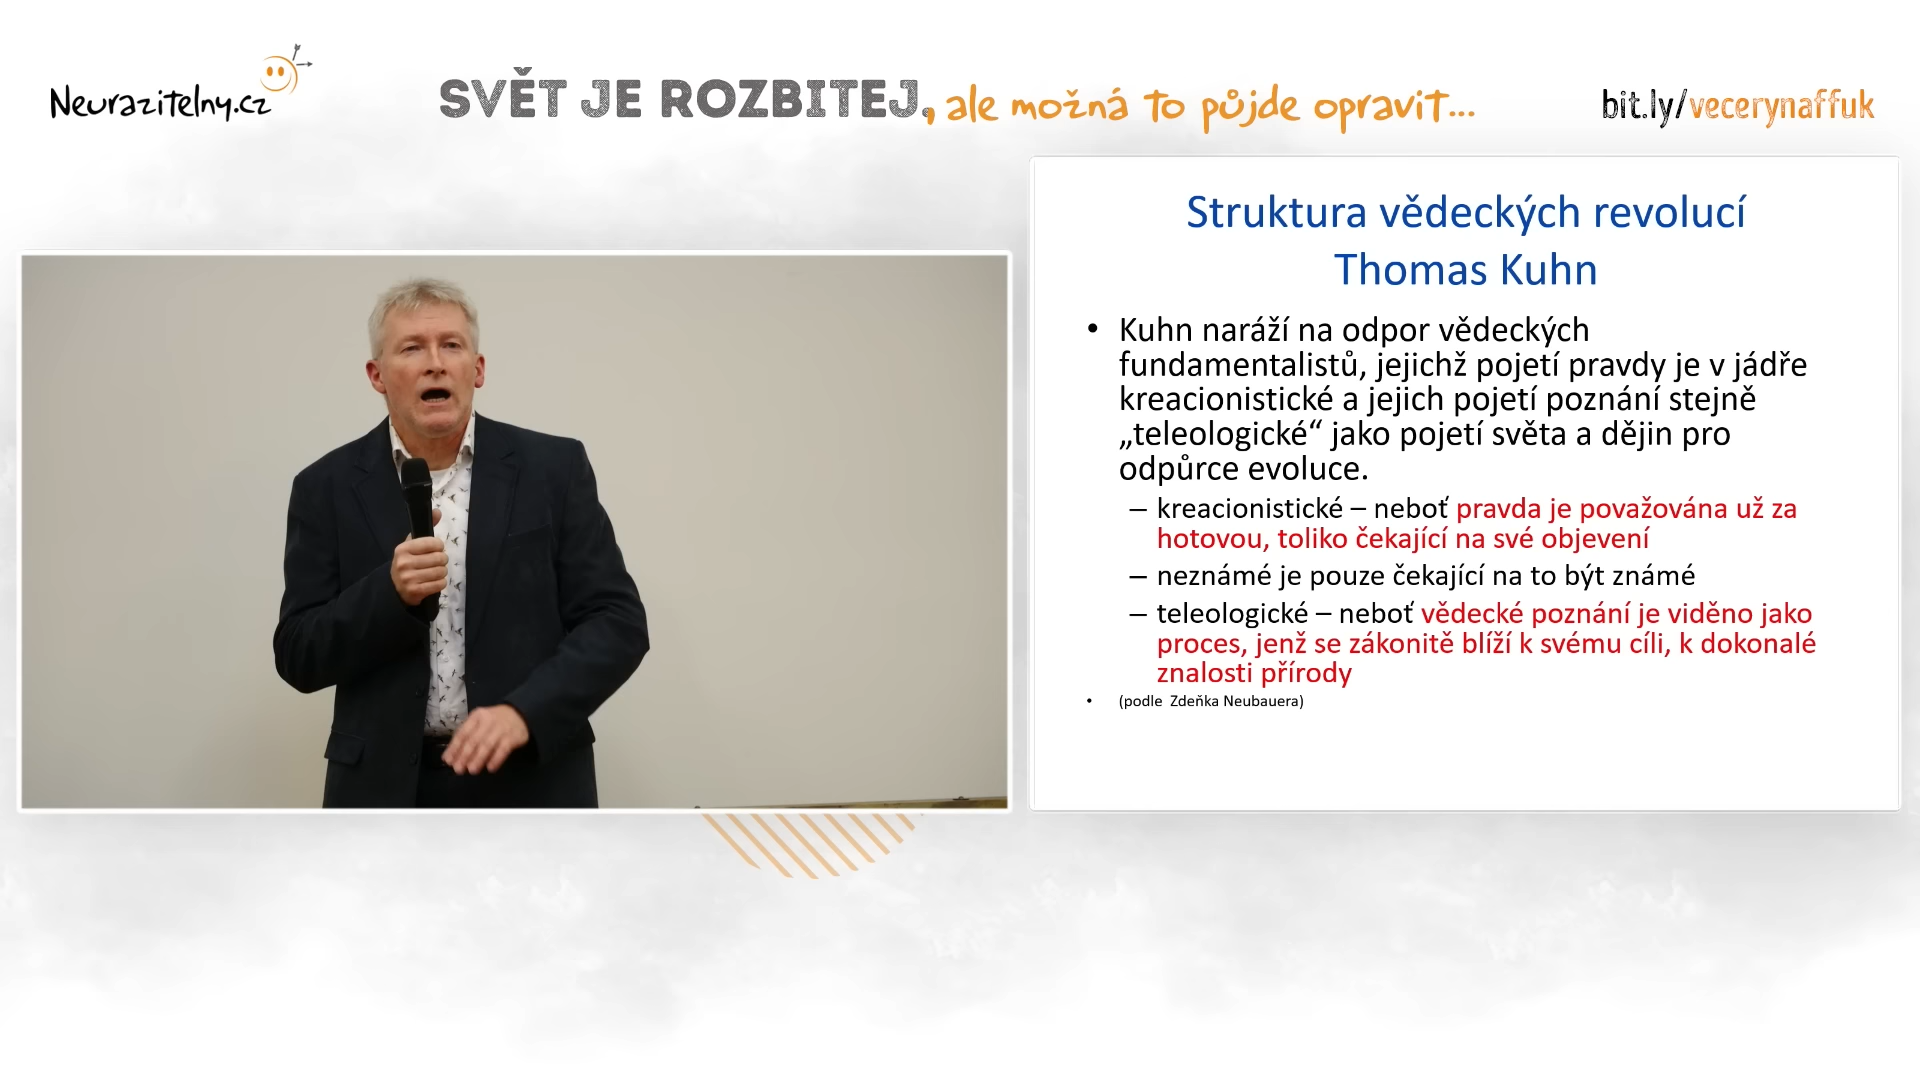 Neurazitelny.cz
SVĚT JE ROZBITEJ, ale možná to půjde opravit...
bit.ly/vecerynaffuk
Struktura vědeckých revolucí
Thomas Kuhn
• Kuhn naráží na odpor vědeckých
fundamentalistů, jejichž pojetí pravdy je v jádře
kreacionistické a jejich pojetí poznání stejně
„teleologické“ jako pojetí světa a dějin pro
odpůrce evoluce.
– kreacionistické – neboť pravda je považována už za
hotovou, toliko čekající na své objevení
– neznámé je pouze čekající na to být známé
– teleologické – neboť vědecké poznání je viděno jako
proces, jenž se zákonitě blíží k svému cíli, k dokonalé
znalosti přírody
• (podle Zdeňka Neubauera)